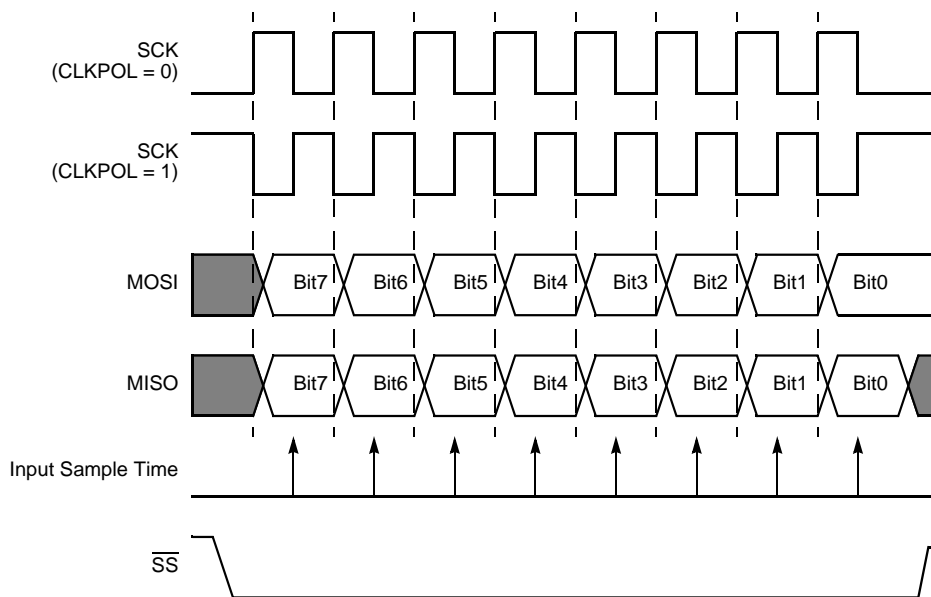 SCK
(CLKPOL = 0)
SCK
(CLKPOL = 1)
MOSI Bit7 Bit6 Bit5 Bit4 Bit3 Bit2 Bit1 Bit0
MISO Bit7 Bit6 Bit5 Bit4 Bit3 Bit2 Bit1 Bit0
Input Sample Time
S̅S̅